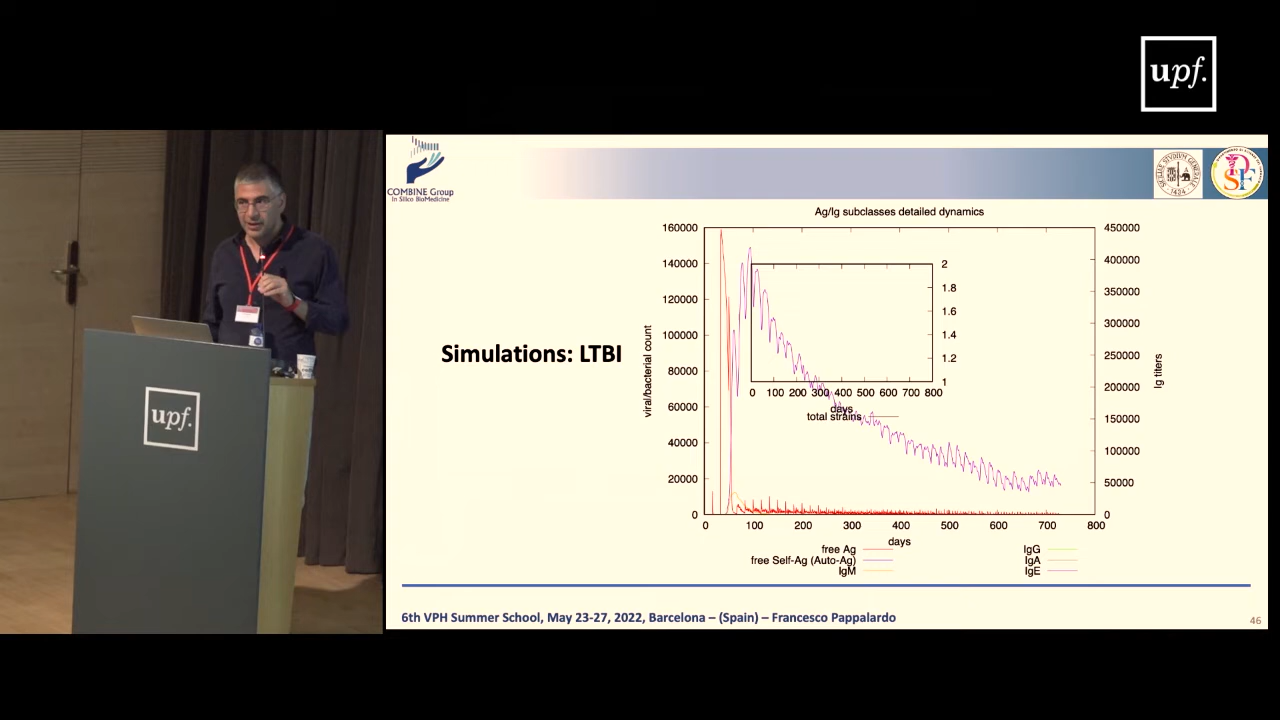 upf.
upf.
COMBINE Group
In Silico BioMedicine
Simulations: LTBI
Ag/Ig subclasses detailed dynamics
viral/bacterial count
160000
140000
120000
100000
80000
60000
40000
20000
0
450000
400000
350000
300000
250000
200000
150000
100000
50000
0
Ig titers
2
1.8
1.6
1.4
1.2
1
0 100 200 300 400 500 600 700 800
days
total strains
0 100 200 300 400 500 600 700 800
days
free Ag
free Self-Ag (Auto-Ag)
IgM
IgG
IgA
IgE
6th VPH Summer School, May 23-27, 2022, Barcelona – (Spain) – Francesco Pappalardo
46